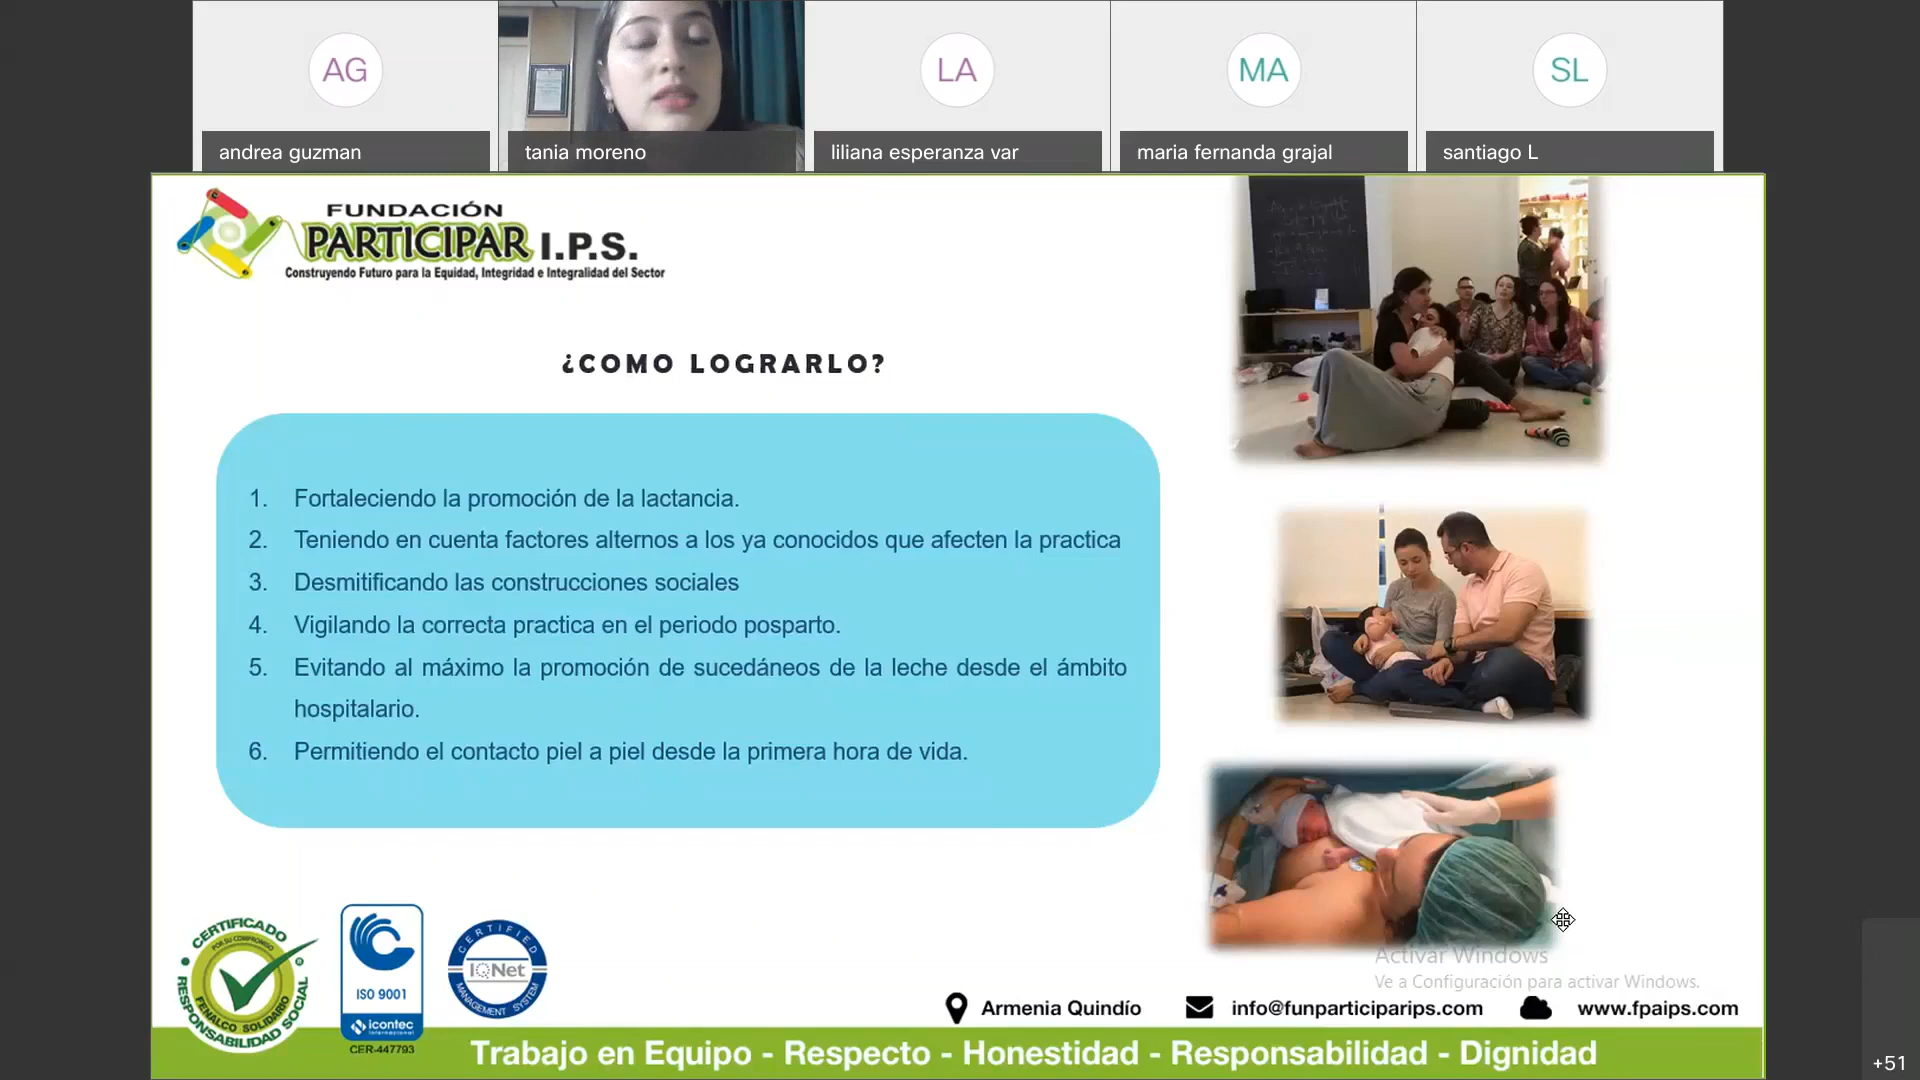 AG
LA
MA
SL
andrea guzman
tania moreno
liliana esperanza var
maria fernanda grajal
santiago L
FUNDACIÓN
PARTICIPAR I.P.S.
Construyendo Futuro para la Equidad, Integridad e Integralidad del Sector
¿COMO LOGRARLO?
1. Fortaleciendo la promoción de la lactancia.
2. Teniendo en cuenta factores alternos a los ya conocidos que afecten la practica
3. Desmitificando las construcciones sociales
4. Vigilando la correcta practica en el periodo posparto.
5. Evitando al máximo la promoción de sucedáneos de la leche desde el ámbito
hospitalario.
6. Permitiendo el contacto piel a piel desde la primera hora de vida.
CERTIFICADO
POR SU COMPROMISO
FENALCO SOLIDARIO
RESPONSABILIDAD SOCIAL
ISO 9001
icontec
internacional
CER-447793
CERTIFIED
IQNet
MANAGEMENT SYSTEM
Activar Windows
Ve a Configuración para activar Windows.
Armenia Quindío
info@funparticiparips.com
www.fpaips.com
Trabajo en Equipo - Respecto - Honestidad - Responsabilidad - Dignidad
+51